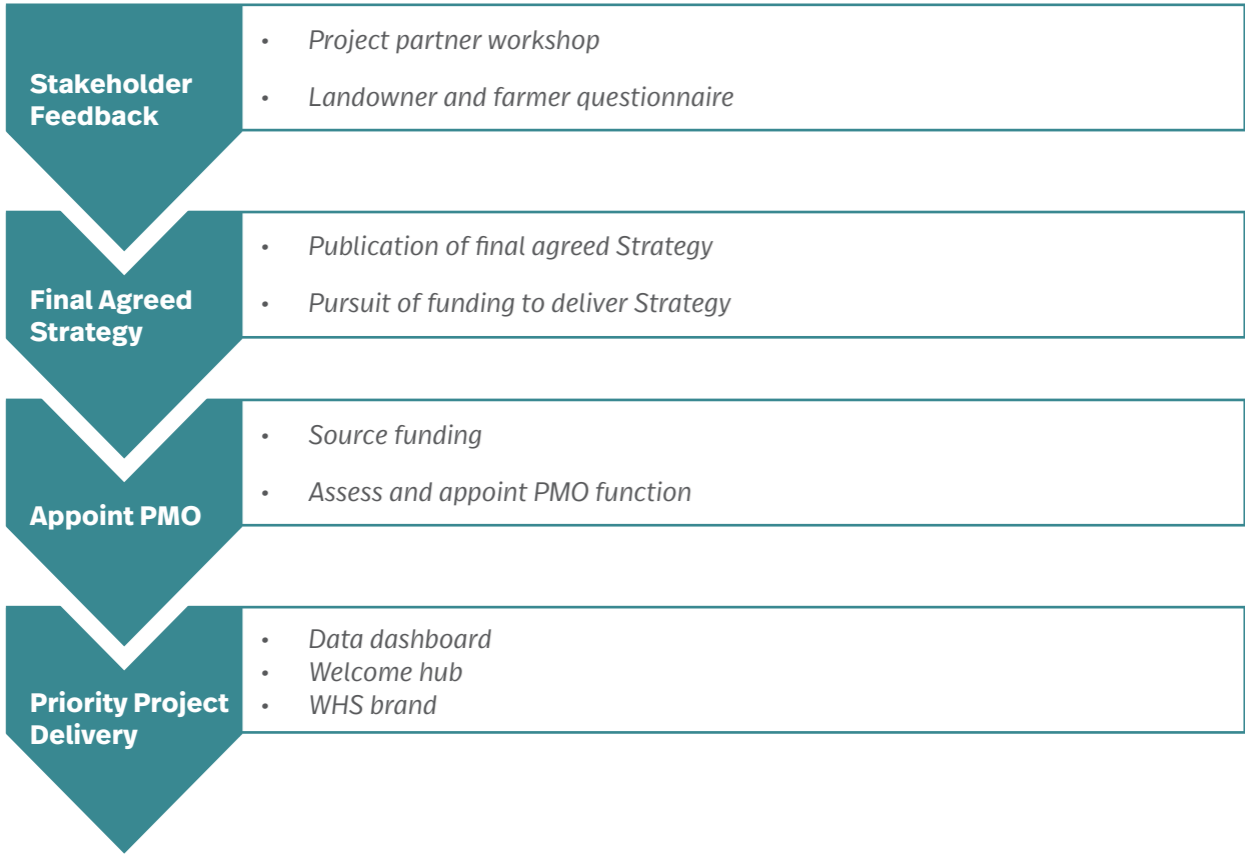 Stakeholder
Feedback
• Project partner workshop
• Landowner and farmer questionnaire
Final Agreed
Strategy
• Publication of final agreed Strategy
• Pursuit of funding to deliver Strategy
Appoint PMO
• Source funding
• Assess and appoint PMO function
Priority Project
Delivery
• Data dashboard
• Welcome hub
• WHS brand